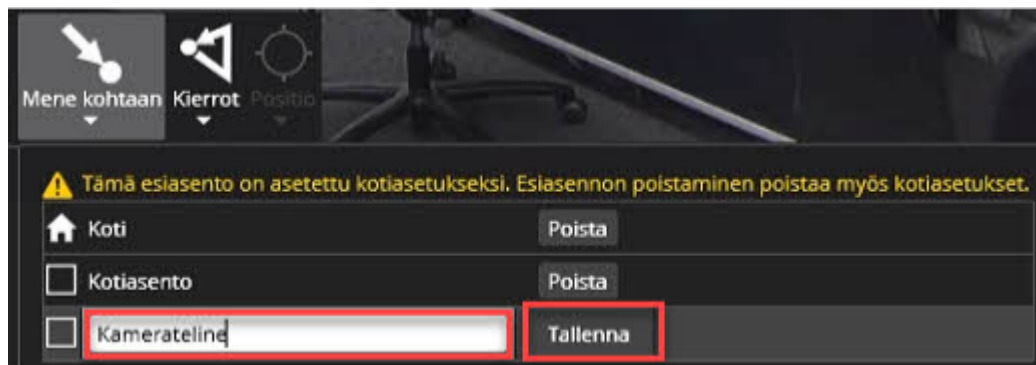 Mene kohtaan Kierrot Positio
Tämä esiasento on asetettu kotiasetukseksi. Esiasennon poistaminen poistaa myös kotiasetukset.
Koti Poista
Kotiasento Poista
Kamerateline Tallenna